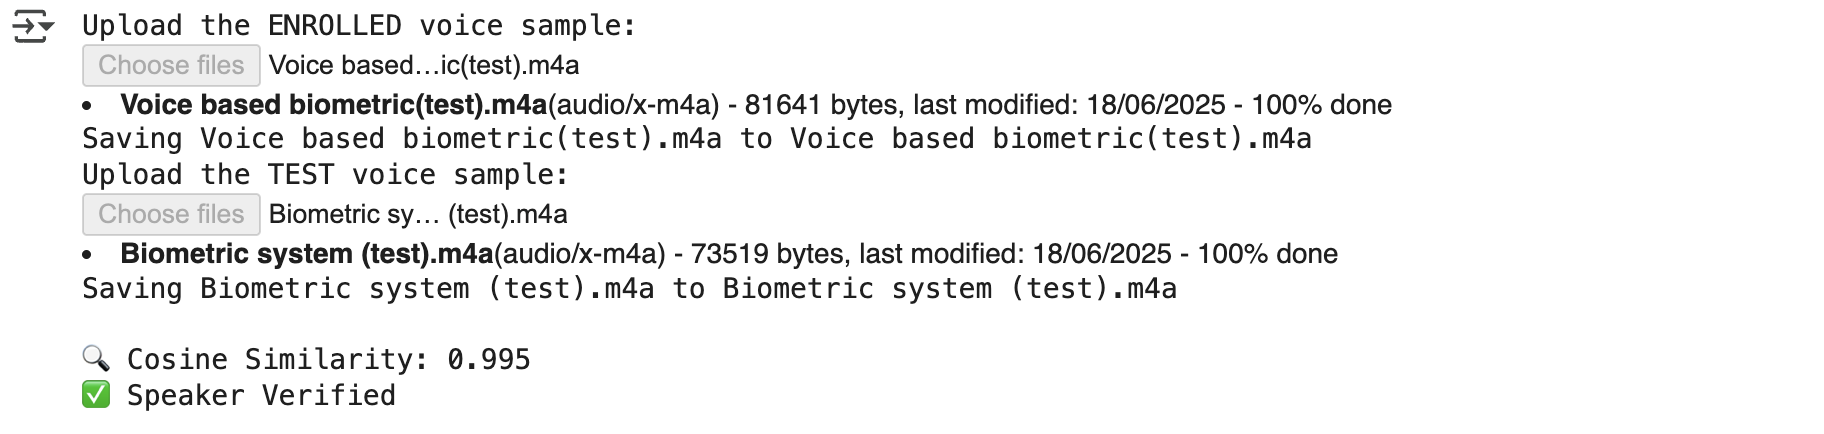 Upload the ENROLLED voice sample:
Choose files Voice based…ic(test).m4a
• Voice based biometric(test).m4a(audio/x-m4a) - 81641 bytes, last modified: 18/06/2025 - 100% done
Saving Voice based biometric(test).m4a to Voice based biometric(test).m4a
Upload the TEST voice sample:
Choose files Biometric sy… (test).m4a
• Biometric system (test).m4a(audio/x-m4a) - 73519 bytes, last modified: 18/06/2025 - 100% done
Saving Biometric system (test).m4a to Biometric system (test).m4a
🔍 Cosine Similarity: 0.995
✅ Speaker Verified